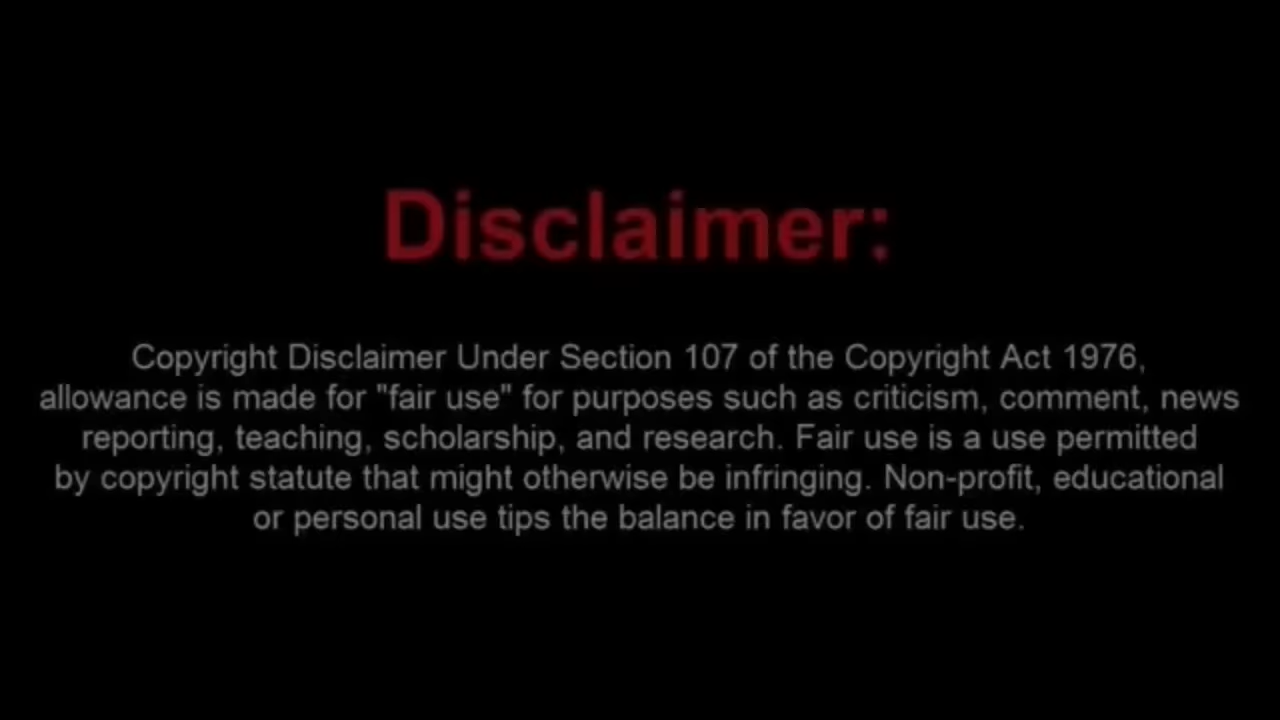 Disclaimer:
Copyright Disclaimer Under Section 107 of the Copyright Act 1976,
allowance is made for "fair use" for purposes such as criticism, comment, news
reporting, teaching, scholarship, and research. Fair use is a use permitted
by copyright statute that might otherwise be infringing. Non-profit, educational
or personal use tips the balance in favor of fair use.